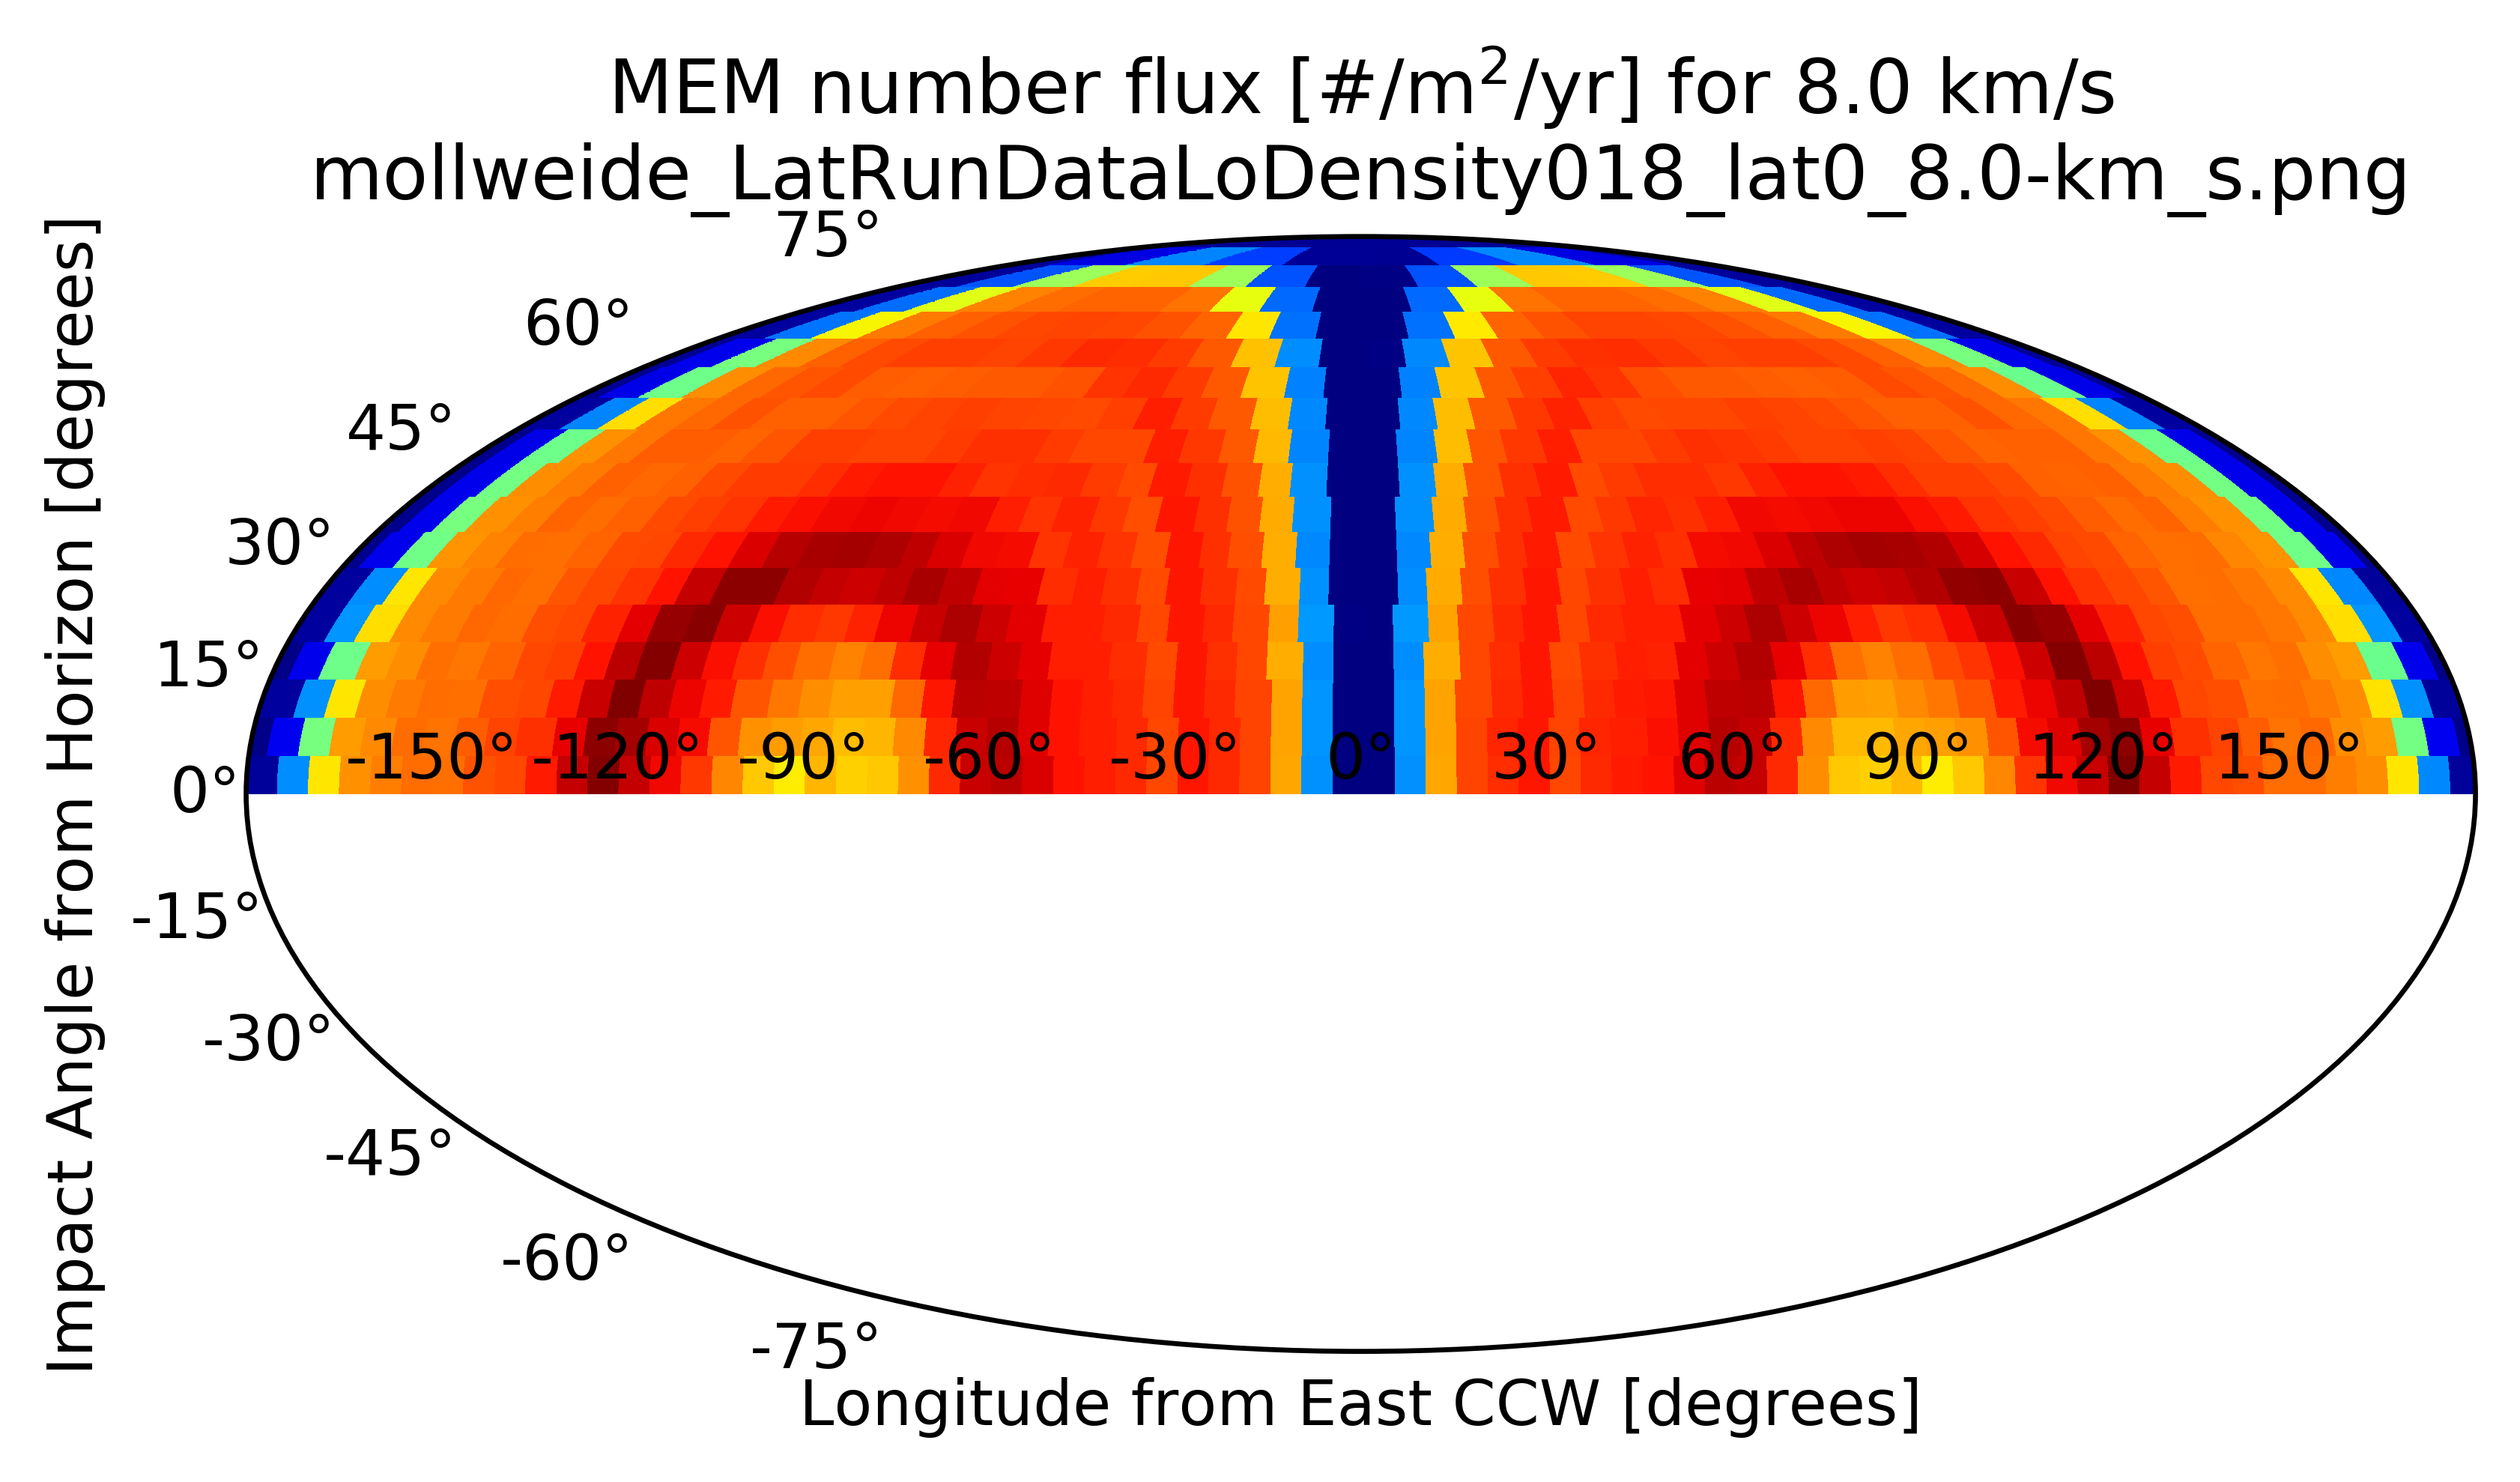 MEM number flux [#/m²/yr] for 8.0 km/s
mollweide_LatRunDataLoDensity018_lat0_8.0-km_s.png
Impact Angle from Horizon [degrees]
75°
60°
45°
30°
15°
0°
-15°
-30°
-45°
-60°
-75°
-150° -120° -90° -60° -30° 0° 30° 60° 90° 120° 150°
Longitude from East CCW [degrees]